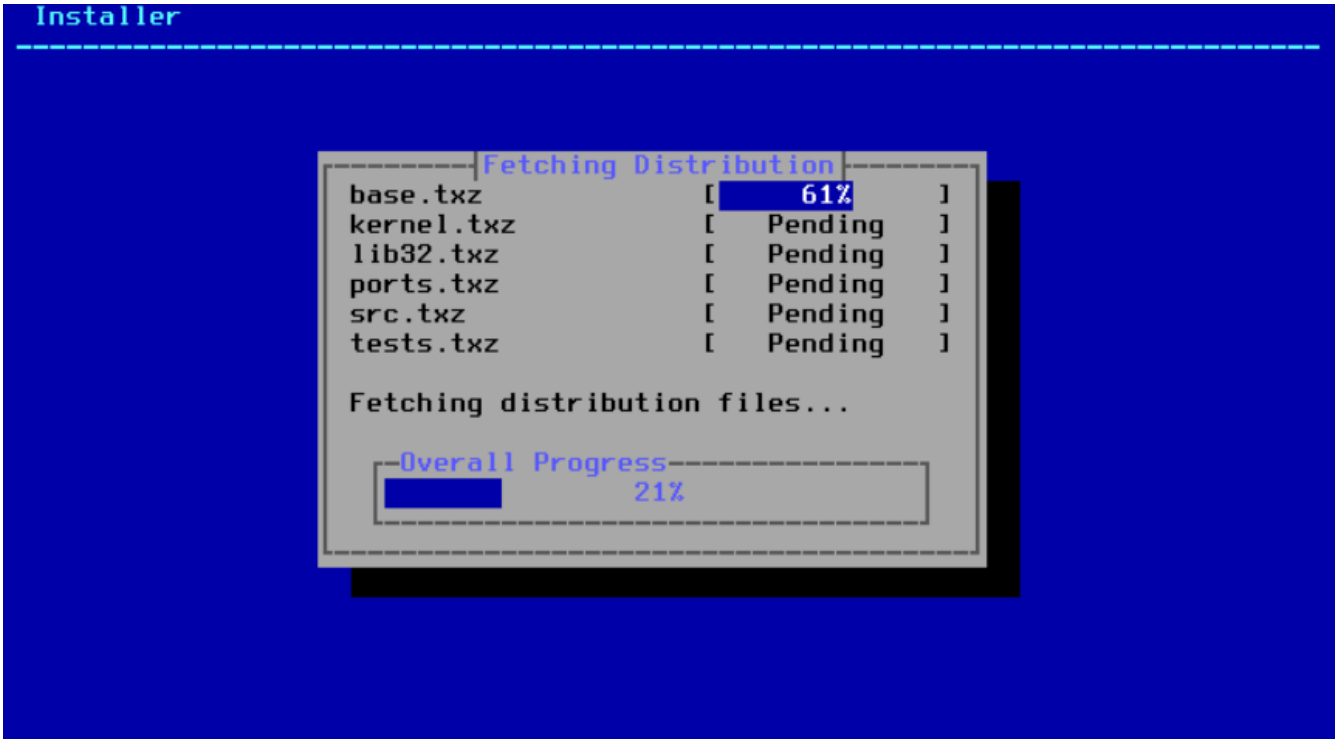 Installer
Fetching Distribution
base.txz [ 61% ]
kernel.txz [ Pending ]
lib32.txz [ Pending ]
ports.txz [ Pending ]
src.txz [ Pending ]
tests.txz [ Pending ]
Fetching distribution files...
Overall Progress
21%